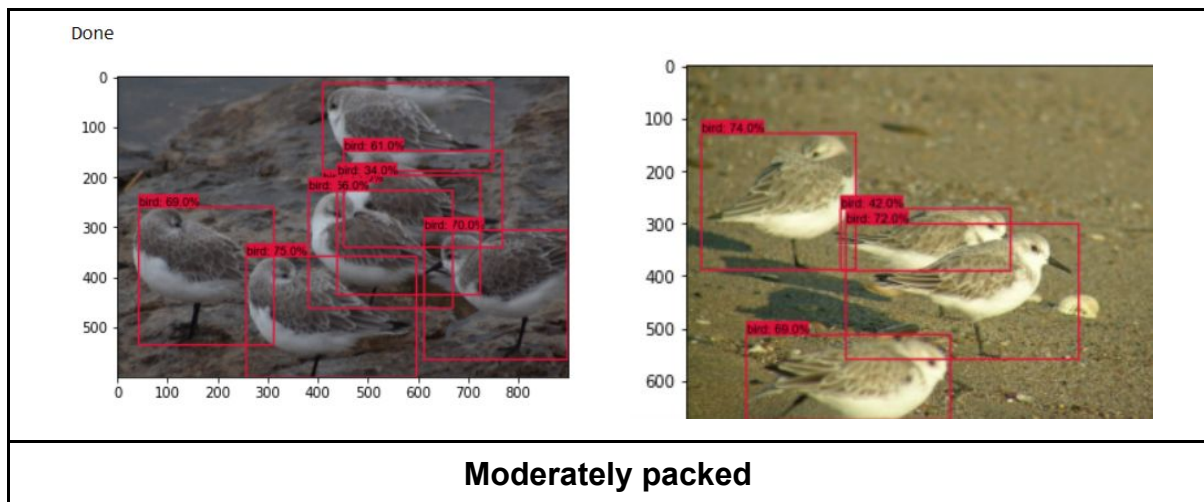 Done
0
100
200
300
400
500
0 100 200 300 400 500 600 700 800
bird: 61.0%
bird: 34.0%
bird: 56.0%
bird: 69.0%
bird: 70.0%
bird: 75.0%
0
100
200
300
400
500
600
bird: 74.0%
bird: 42.0%
bird: 72.0%
bird: 69.0%
Moderately packed